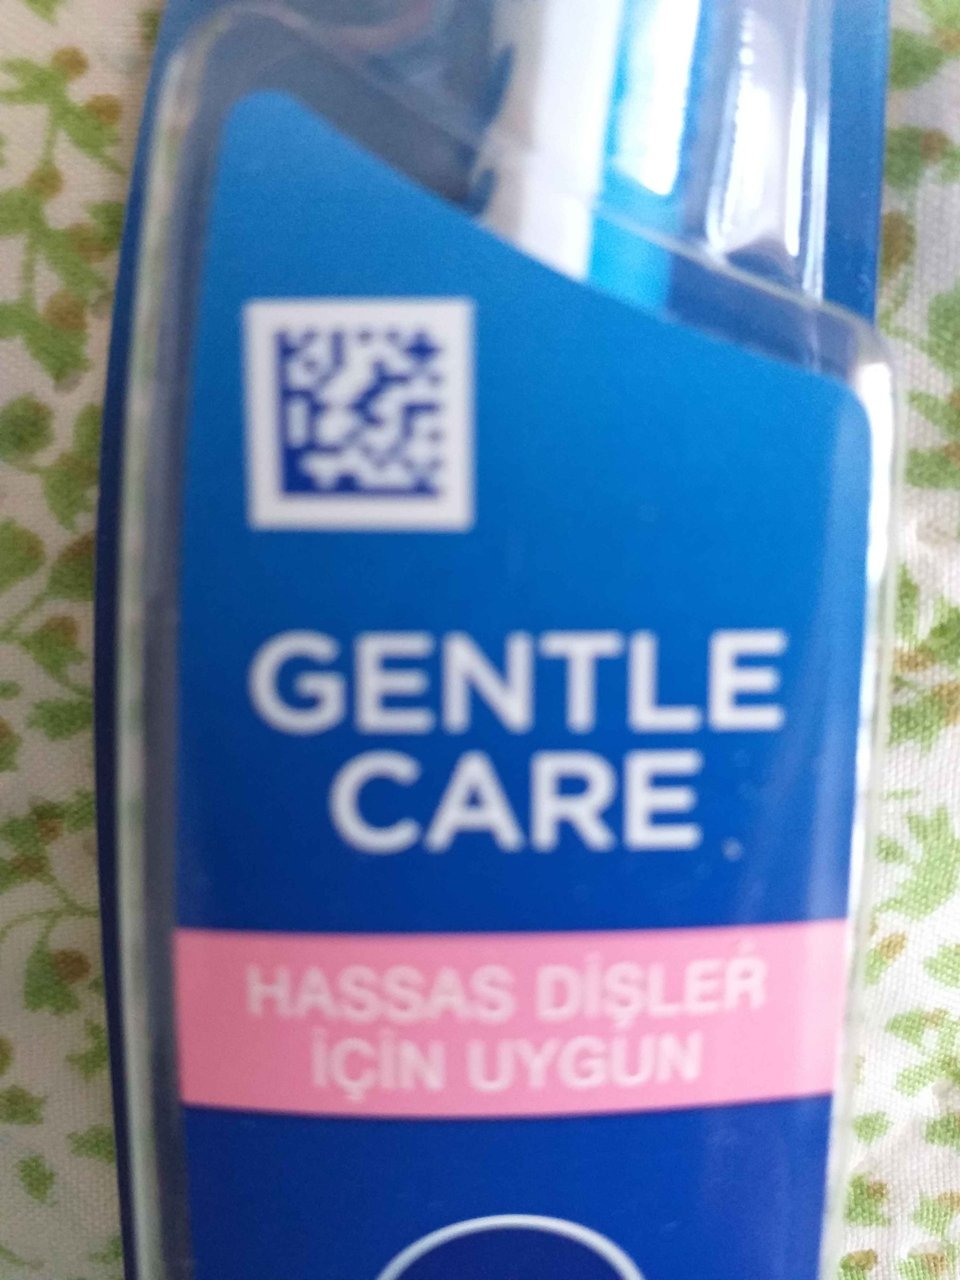 GENTLE
CARE
HASSAS DİŞLER
İÇİN UYGUN